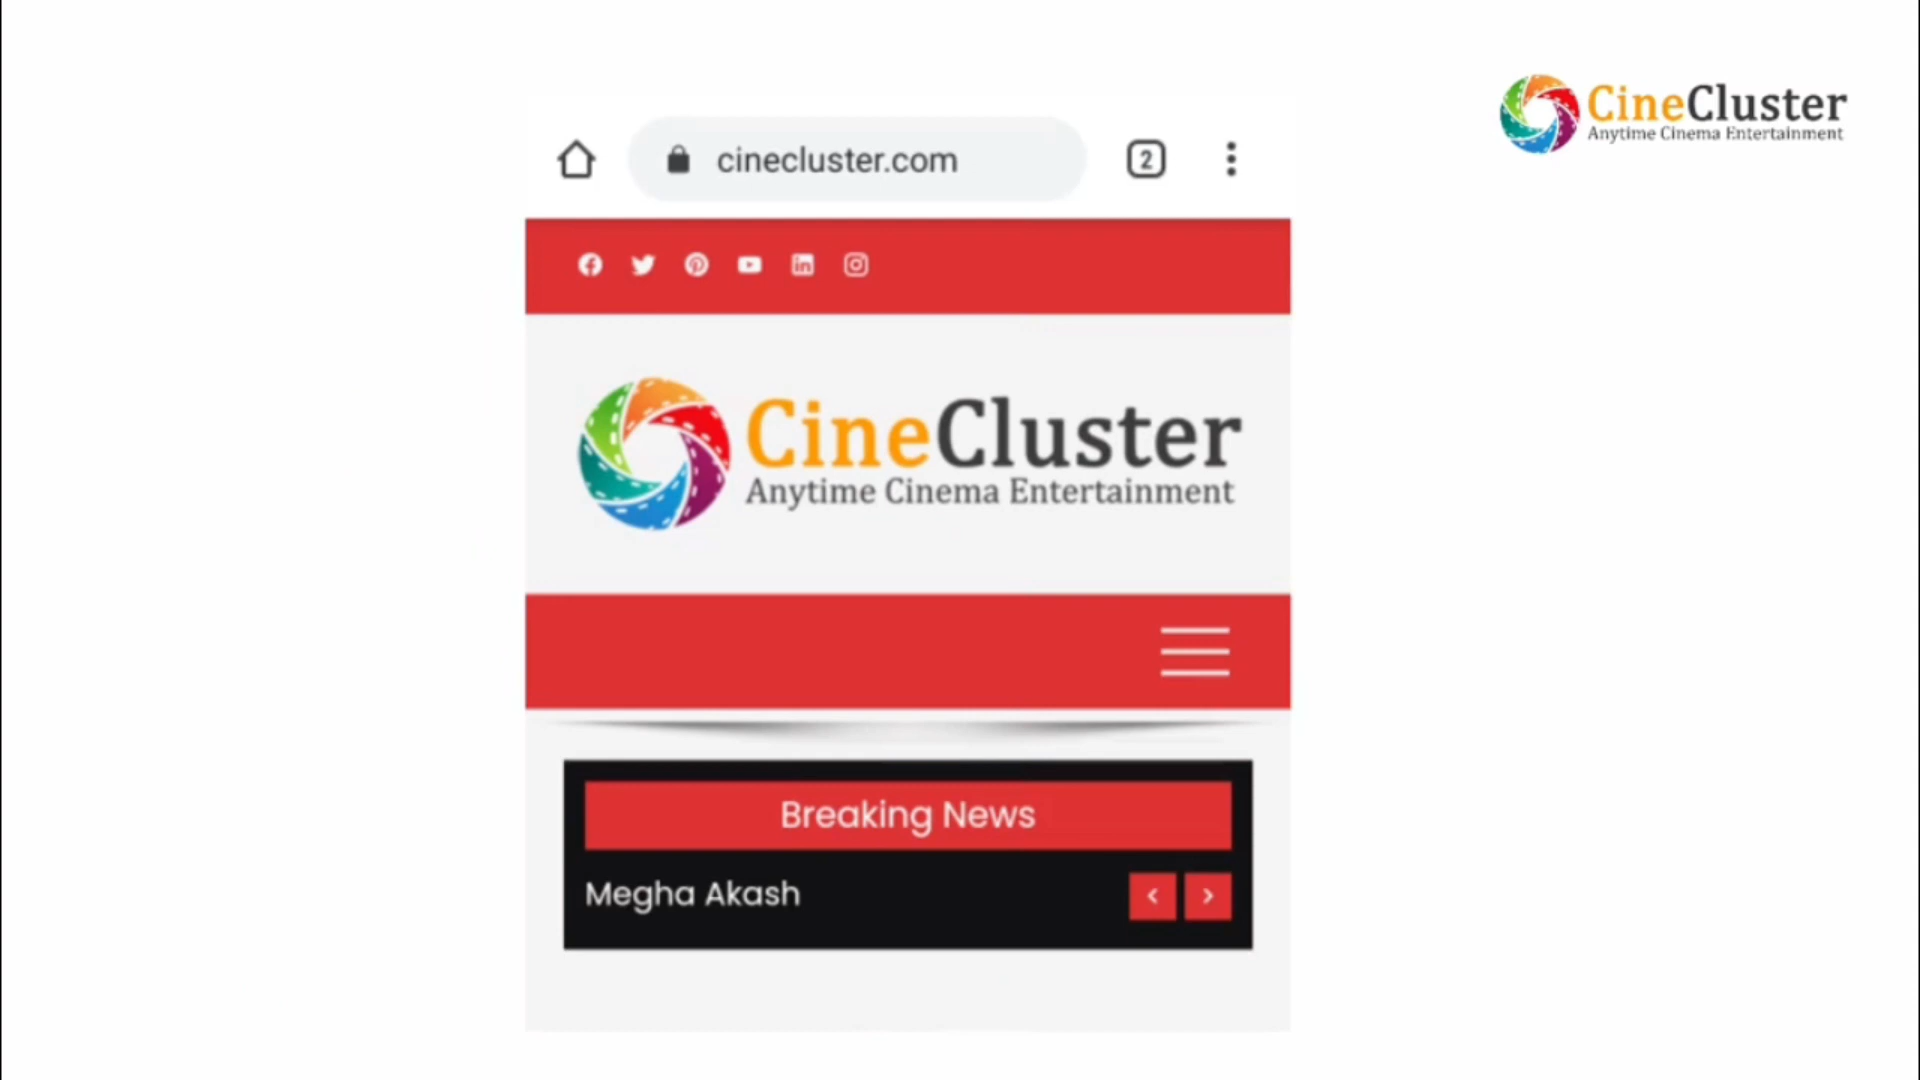 cinecluster.com
2
CineCluster
Anytime Cinema Entertainment
CineCluster
Anytime Cinema Entertainment
Breaking News
Megha Akash